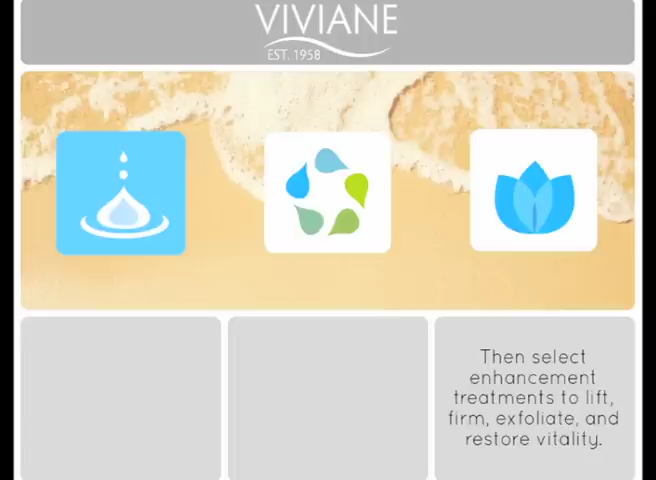 VIVIANE
EST. 1958
Then select
enhancement
treatments to lift,
firm, exfoliate, and
restore vitality.